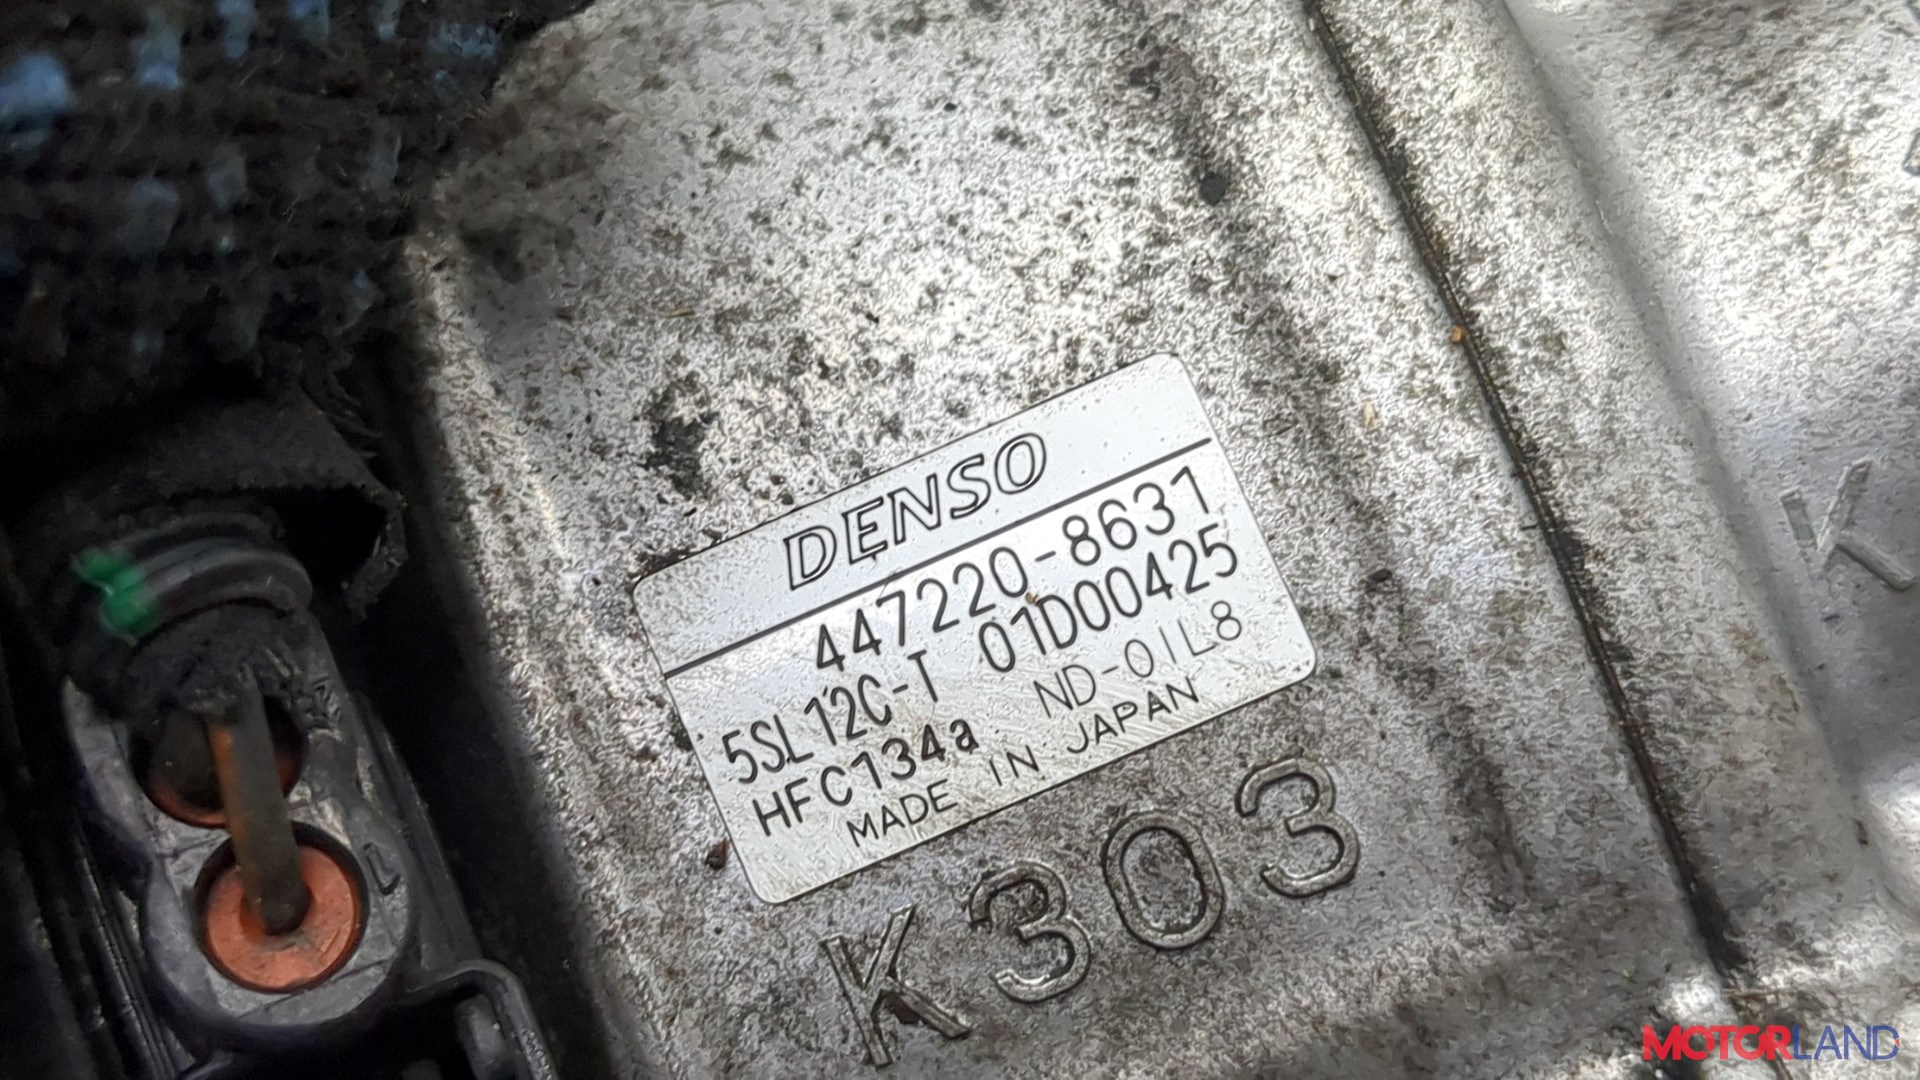 DENSO
447220-8631
5SL12C-T 01D00425
HFC134a ND-OIL8
MADE IN JAPAN
K303
K
MOTORLAND